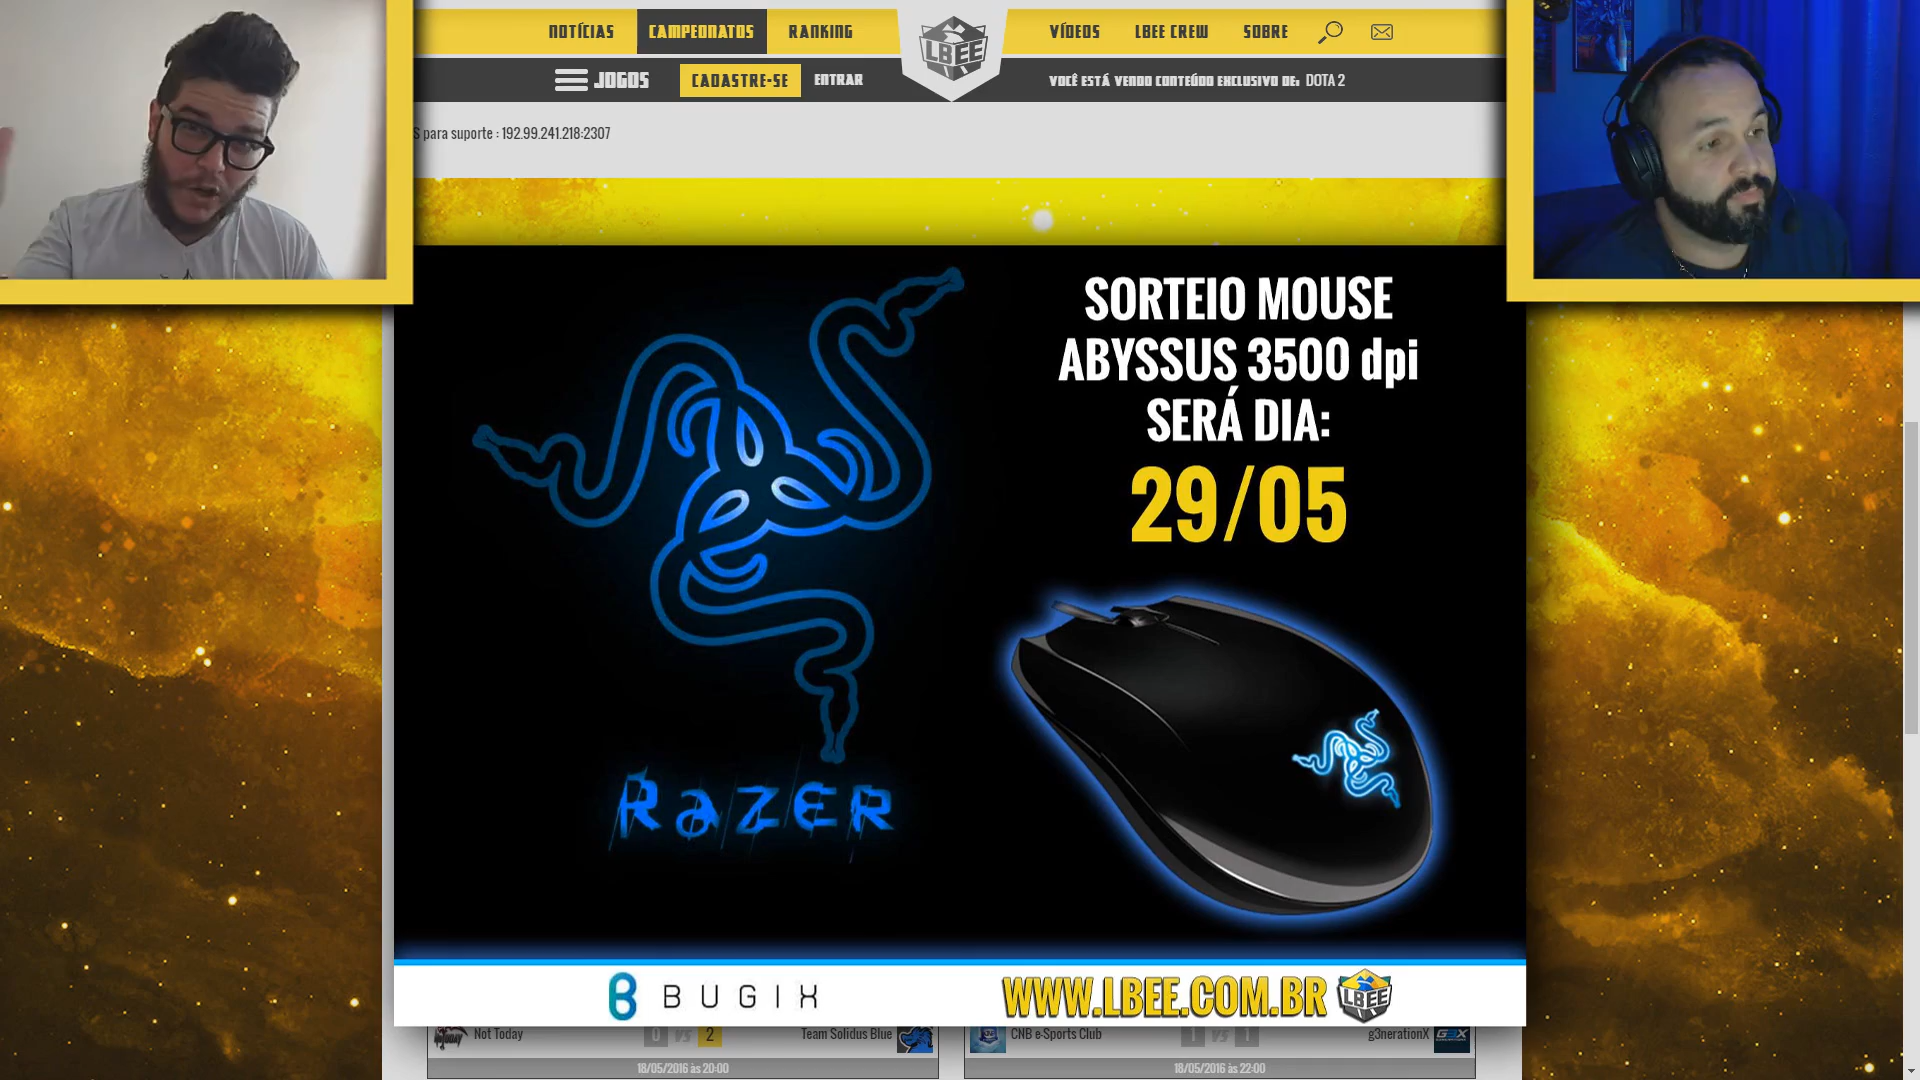 NOTÍCIAS CAMPEONATOS RANKING LBEE VÍDEOS LBEE CREW SOBRE
JOGOS CADASTRE-SE ENTRAR VOCÊ ESTÁ VENDO CONTEÚDO EXCLUSIVO DE: DOTA 2
S para suporte : 192.99.241.218:2307
SORTEIO MOUSE
ABYSSUS 3500 dpi
SERÁ DIA:
29/05
RAZER
BUGIX WWW.LBEE.COM.BR LBEE
Not Today 0 VS 2 Team Solidus Blue CNB e-Sports Club 1 VS 1 g3nerationX G3X
18/05/2016 às 20:00 18/05/2016 às 22:00